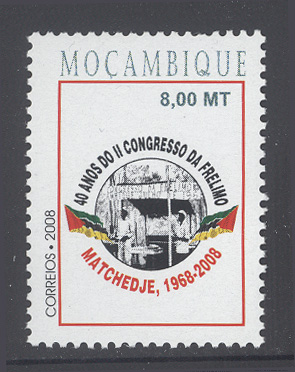 MOÇAMBIQUE
8,00 MT
40 ANOS DO II CONGRESSO DA FRELIMO
MATCHEDJE, 1968-2008
CORREIOS • 2008